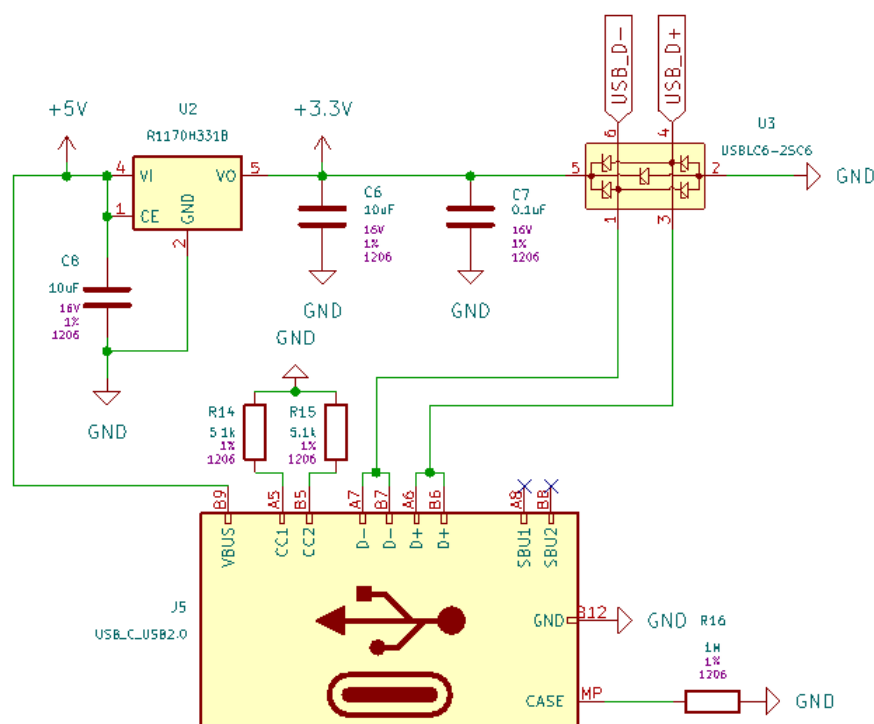 USB_D-
USB_D+
+5V
U2
R1170H331B
+3.3V
U3
USBLC6-2SC6
6
4
4
VI
VO
5
5
2
GND
1
CE
GND
2
C6
10uF
16V
1%
1206
C7
0.1uF
16V
1%
1206
1
3
C8
10uF
16V
1%
1206
GND
GND
GND
GND
R14
5.1k
1%
1206
R15
5.1k
1%
1206
B9
A5
B5
A7
B7
A6
B6
A8
B8
VBUS
CC1
CC2
D-
D-
D+
D+
SBU1
SBU2
J5
USB_C_USB2.0
GND
B12
GND
R16
1M
1%
1206
CASE
MP
GND